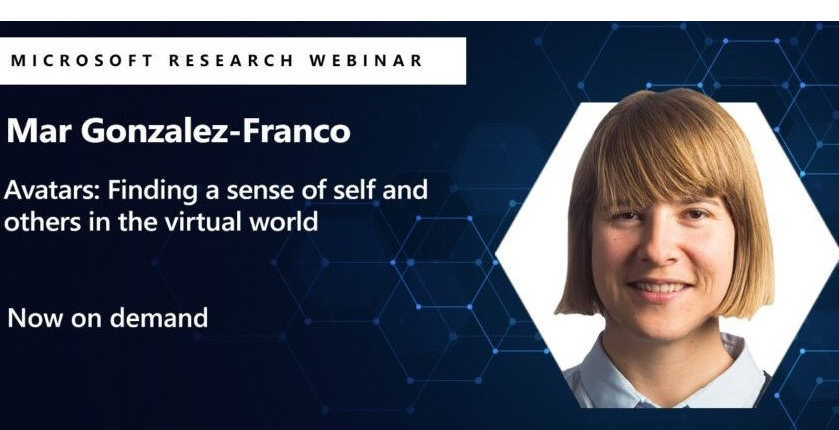 MICROSOFT RESEARCH WEBINAR
Mar Gonzalez-Franco
Avatars: Finding a sense of self and
others in the virtual world
Now on demand